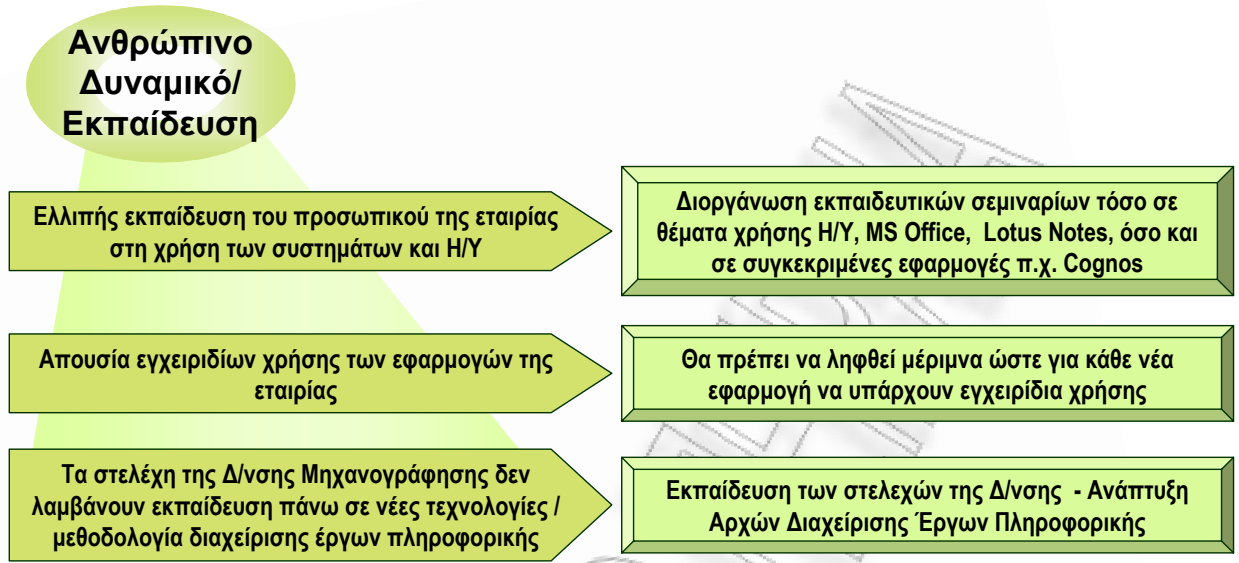 Ανθρώπινο
Δυναμικό/
Εκπαίδευση
Ελλιπής εκπαίδευση του προσωπικού της εταιρίας
στη χρήση των συστημάτων και Η/Υ
Διοργάνωση εκπαιδευτικών σεμιναρίων τόσο σε
θέματα χρήσης Η/Υ, MS Office, Lotus Notes, όσο και
σε συγκεκριμένες εφαρμογές π.χ. Cognos
Απουσία εγχειριδίων χρήσης των εφαρμογών της
εταιρίας
Θα πρέπει να ληφθεί μέριμνα ώστε για κάθε νέα
εφαρμογή να υπάρχουν εγχειρίδια χρήσης
Τα στελέχη της Δ/νσης Μηχανογράφησης δεν
λαμβάνουν εκπαίδευση πάνω σε νέες τεχνολογίες /
μεθοδολογία διαχείρισης έργων πληροφορικής
Εκπαίδευση των στελεχών της Δ/νσης - Ανάπτυξη
Αρχών Διαχείρισης Έργων Πληροφορικής